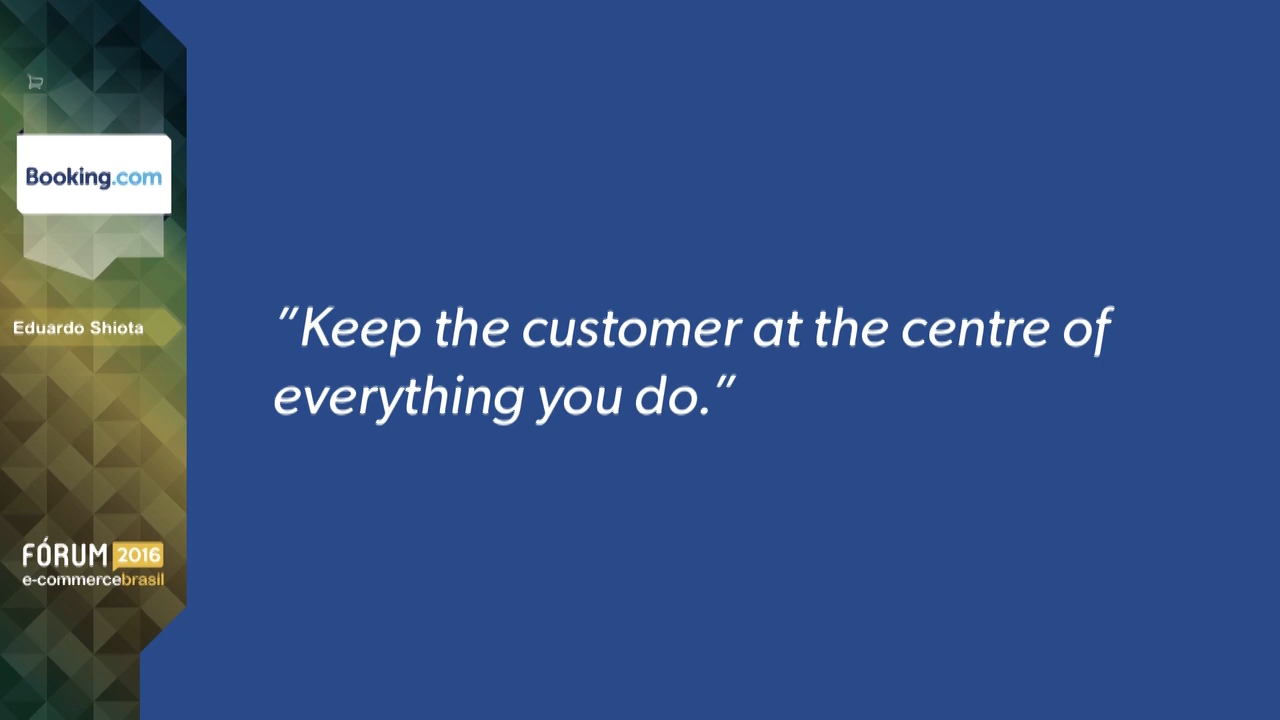 Booking.com
Eduardo Shiota
FÓRUM 2016
e-commercebrasil
"Keep the customer at the centre of
everything you do."